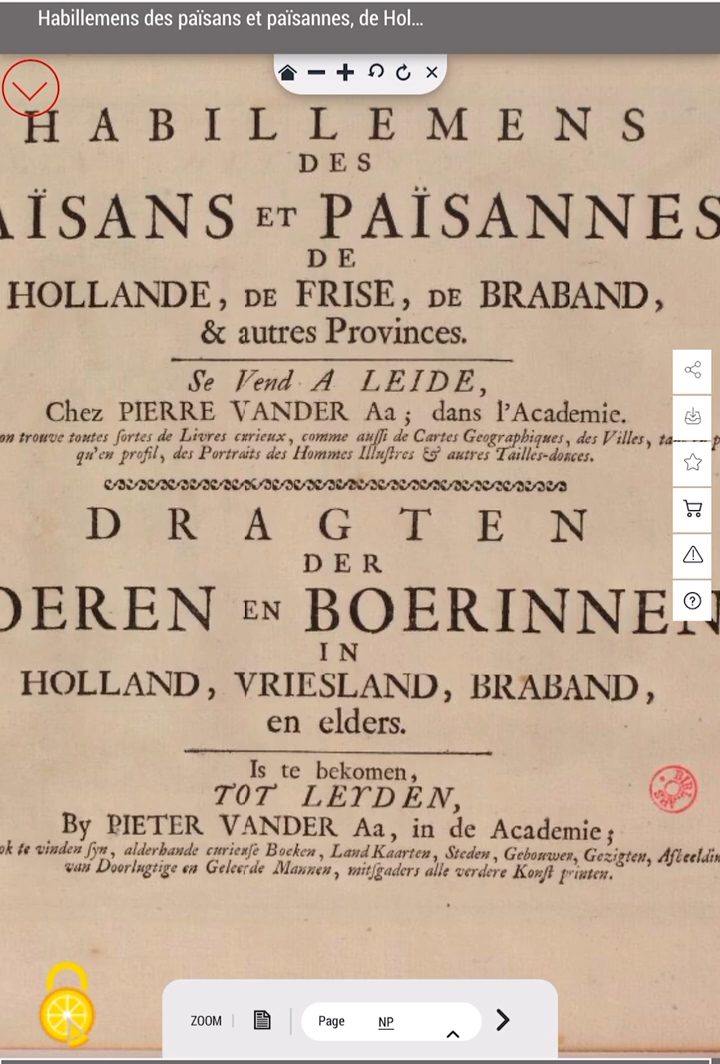 Habillemens des païsans et païsannes, de Hol...
HABILLEMENS
DES
AÏSANS ET PAÏSANNES
DE
HOLLANDE, DE FRISE, DE BRABAND,
& autres Provinces.
Se Vend A LEIDE,
Chez PIERRE VANDER Aa; dans l'Academie.
on trouve toutes sortes de Livres curieux, comme aussi de Cartes Geographiques, des Villes,
qu'en profil, des Portraits des Hommes Illustres & autres Tailles-douces.
DRAGTEN
DER
OEREN EN BOERINNEN
IN
HOLLAND, VRIESLAND, BRABAND,
en elders.
Is te bekomen,
TOT LEYDEN,
By PIETER VANDER Aa, in de Academie;
ok te vinden syn, alderhande curieuse Boeken, Land Kaarten, Steden, Gebouwen, Gezigten, Afbeeldin
van Doorlugtige en Geleerde Mannen, mitsgaders alle verdere Konst printen.
ZOOM
Page
NP